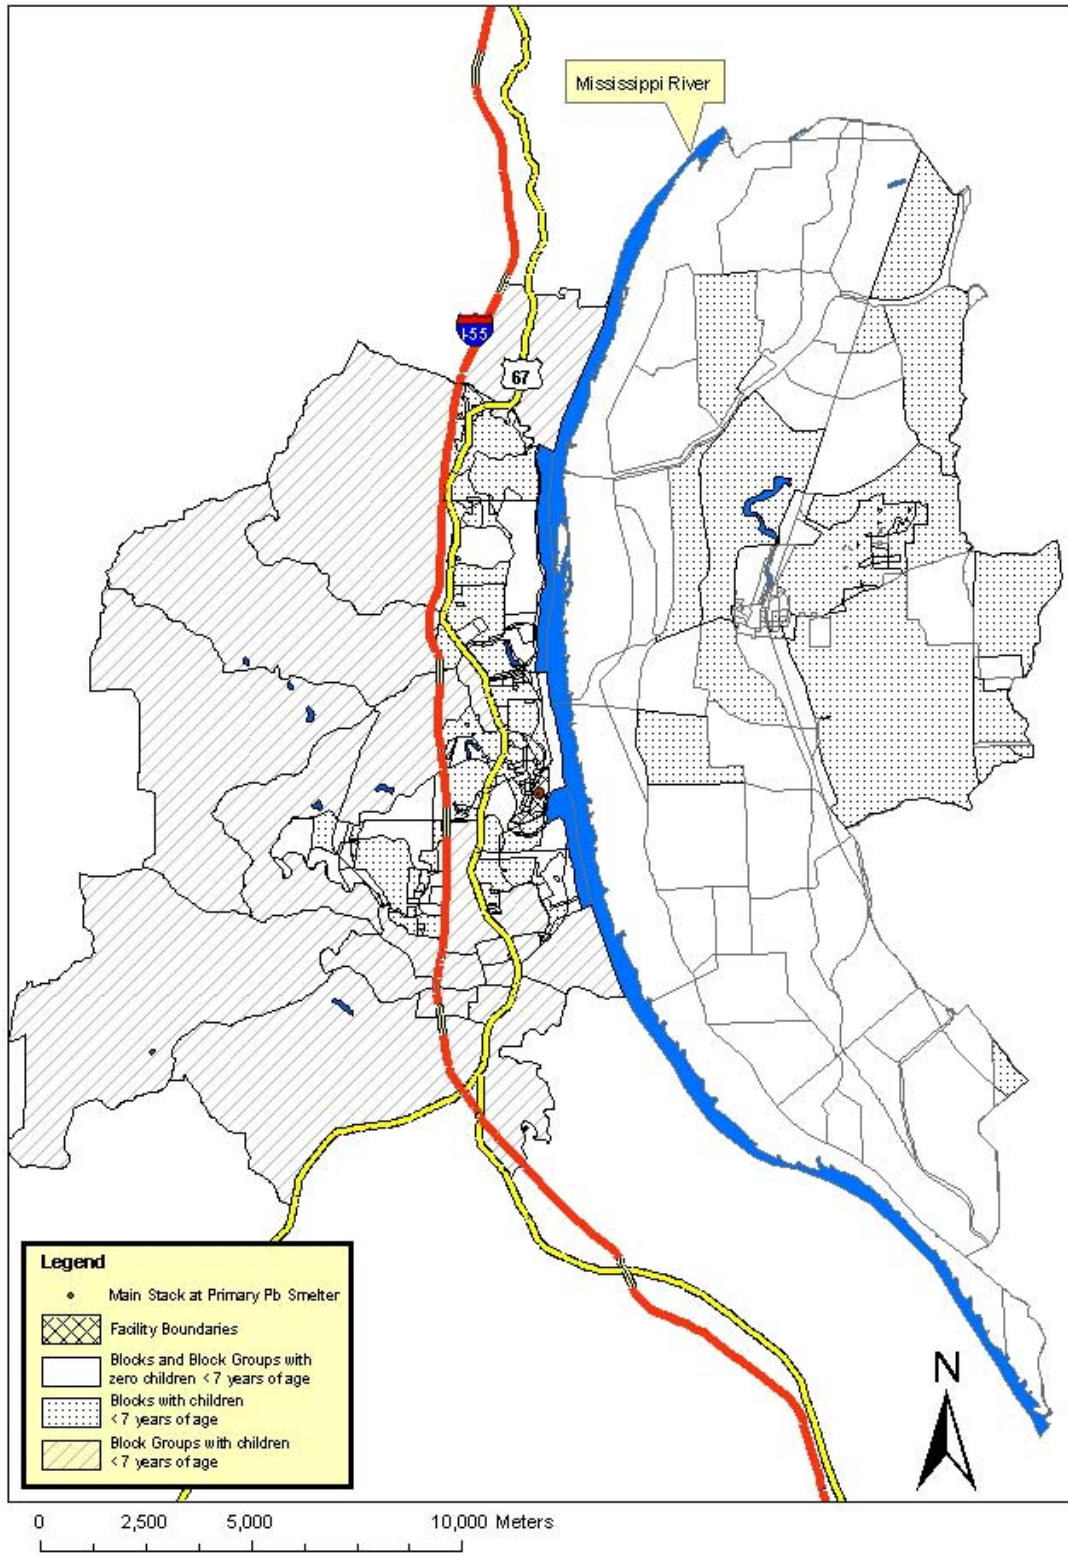 Mississippi River
I-55
67
Legend
Main Stack at Primary Pb Smelter
Facility Boundaries
Blocks and Block Groups with
zero children < 7 years of age
Blocks with children
< 7 years of age
Block Groups with children
< 7 years of age
N
0 2,500 5,000 10,000 Meters